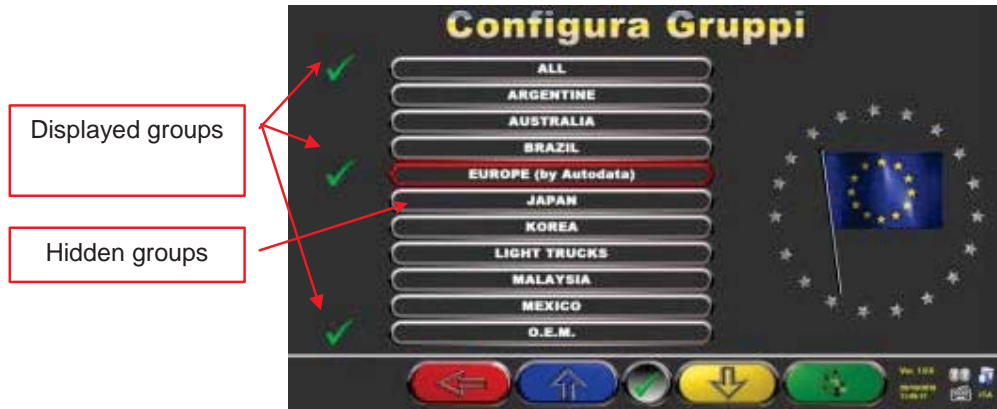 Configura Gruppi
Displayed groups
Hidden groups
ALL
ARGENTINE
AUSTRALIA
BRAZIL
EUROPE (by Autodata)
JAPAN
KOREA
LIGHT TRUCKS
MALAYSIA
MEXICO
O.E.M.
ITA